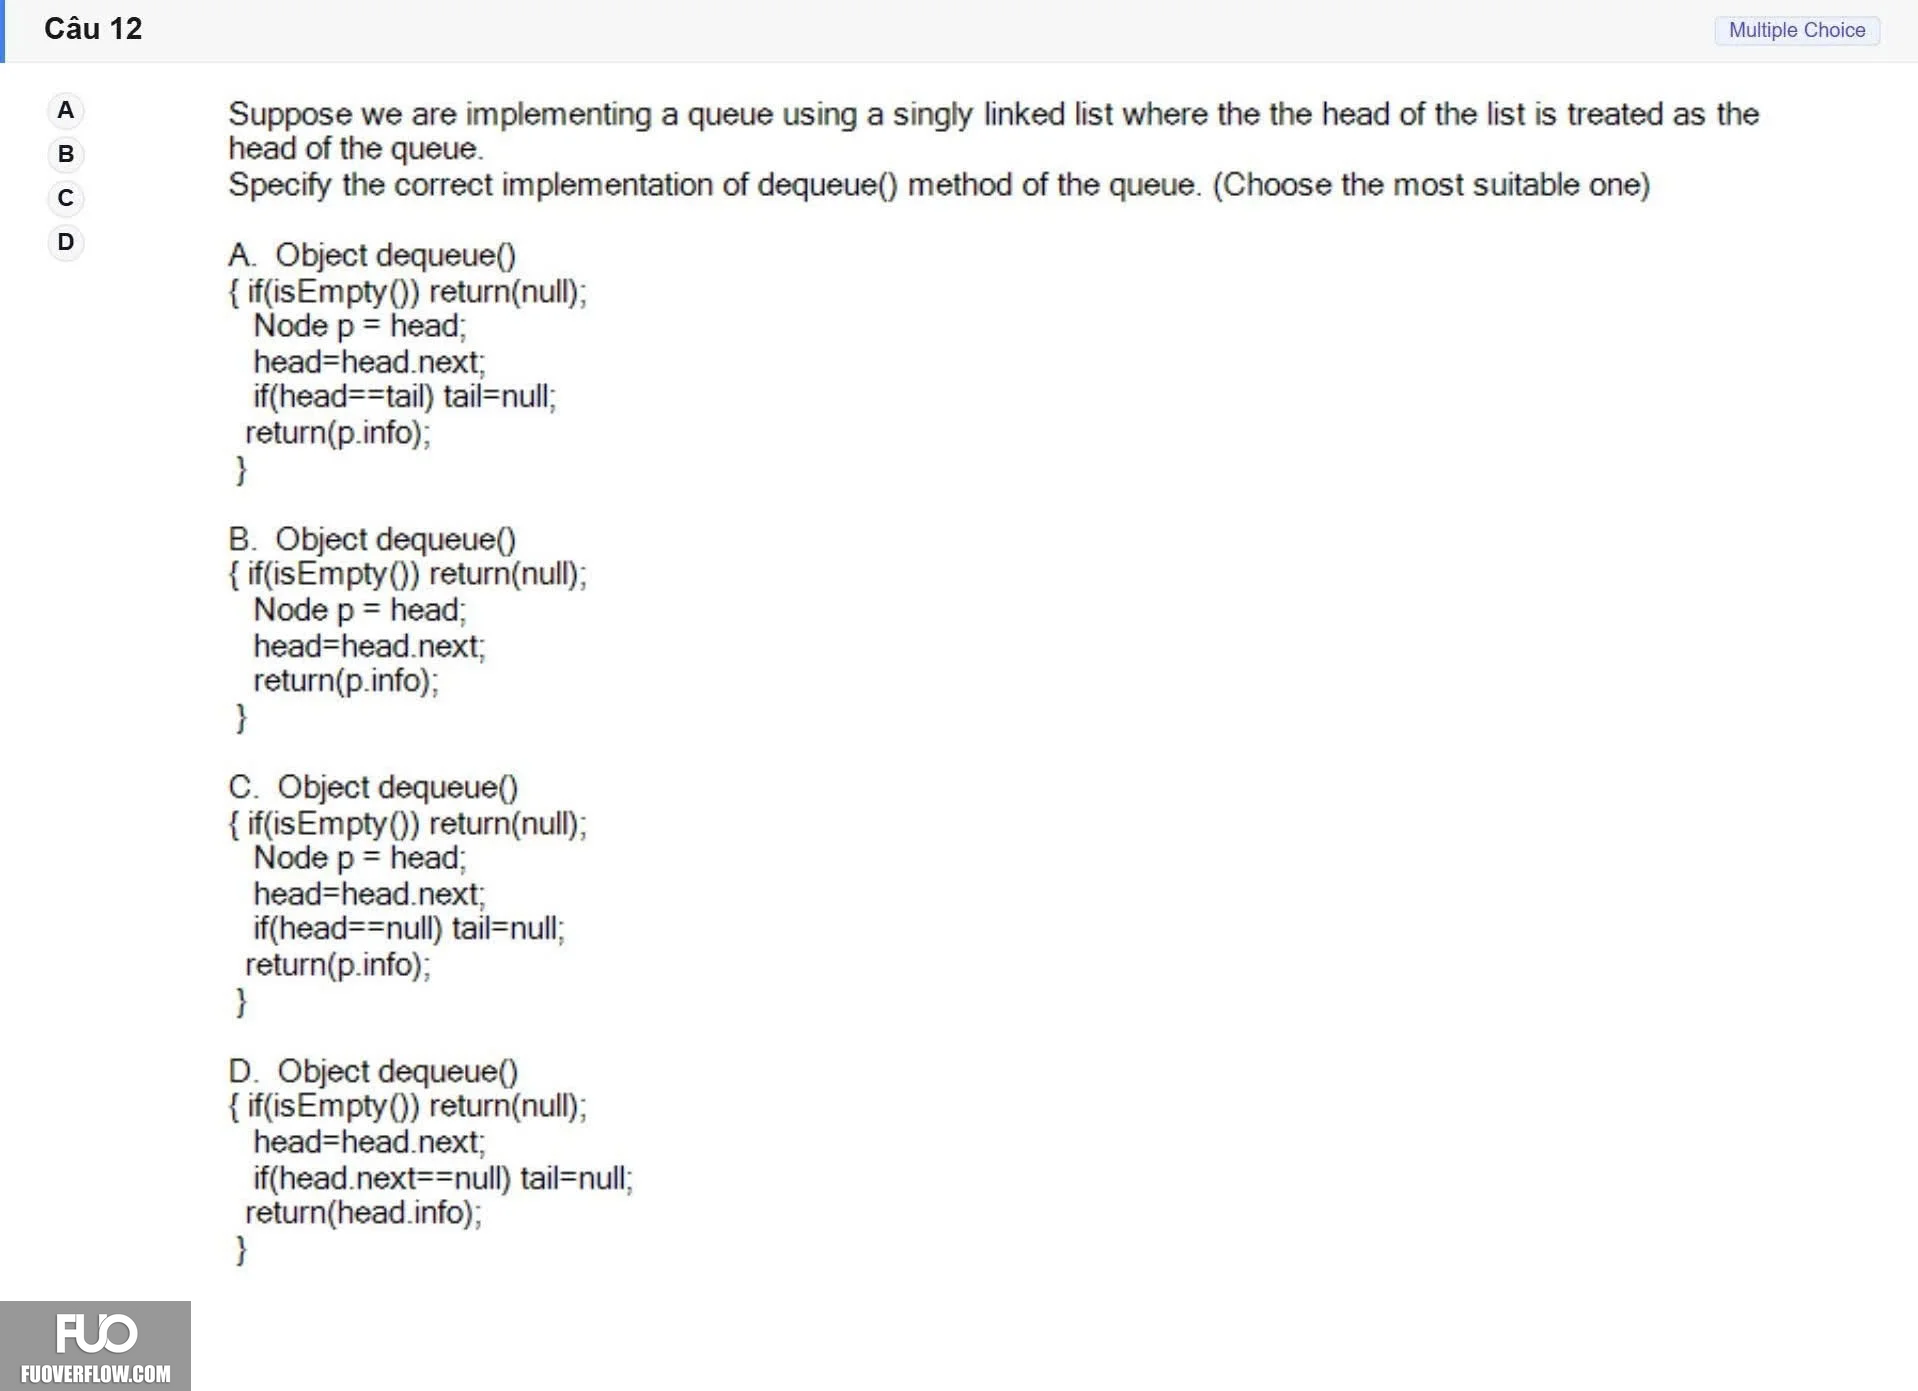 Câu 12
Multiple Choice
A
B
C
D
Suppose we are implementing a queue using a singly linked list where the the head of the list is treated as the
head of the queue.
Specify the correct implementation of dequeue() method of the queue. (Choose the most suitable one)
A. Object dequeue()
{ if(isEmpty()) return(null);
Node p = head;
head=head.next;
if(head==tail) tail=null;
return(p.info);
}
B. Object dequeue()
{ if(isEmpty()) return(null);
Node p = head;
head=head.next;
return(p.info);
}
C. Object dequeue()
{ if(isEmpty()) return(null);
Node p = head;
head=head.next;
if(head==null) tail=null;
return(p.info);
}
D. Object dequeue()
{ if(isEmpty()) return(null);
head=head.next;
if(head.next==null) tail=null;
return(head.info);
}
FUO
FUOVERFLOW.COM